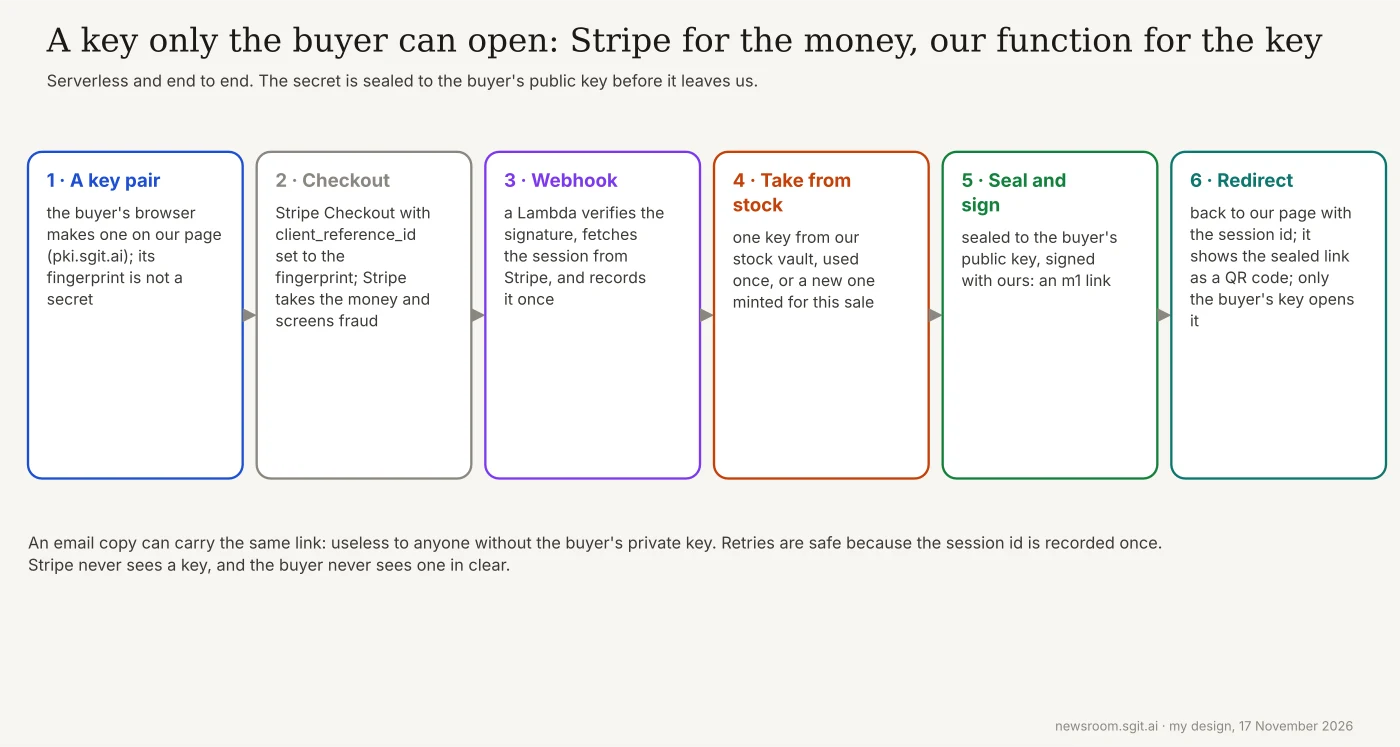 A key only the buyer can open: Stripe for the money, our function for the key
Serverless and end to end. The secret is sealed to the buyer's public key before it leaves us.
1 · A key pair
the buyer's browser
makes one on our page
(pki.sgit.ai); its
fingerprint is not a
secret
2 · Checkout
Stripe Checkout with
client_reference_id
set to the
fingerprint; Stripe
takes the money and
screens fraud
3 · Webhook
a Lambda verifies the
signature, fetches
the session from
Stripe, and records
it once
4 · Take from
stock
one key from our
stock vault, used
once, or a new one
minted for this sale
5 · Seal and
sign
sealed to the buyer's
public key, signed
with ours: an m1 link
6 · Redirect
back to our page with
the session id; it
shows the sealed link
as a QR code; only
the buyer's key opens
it
An email copy can carry the same link: useless to anyone without the buyer's private key. Retries are safe because the session id is recorded once.
Stripe never sees a key, and the buyer never sees one in clear.
newsroom.sgit.ai · my design, 17 November 2026